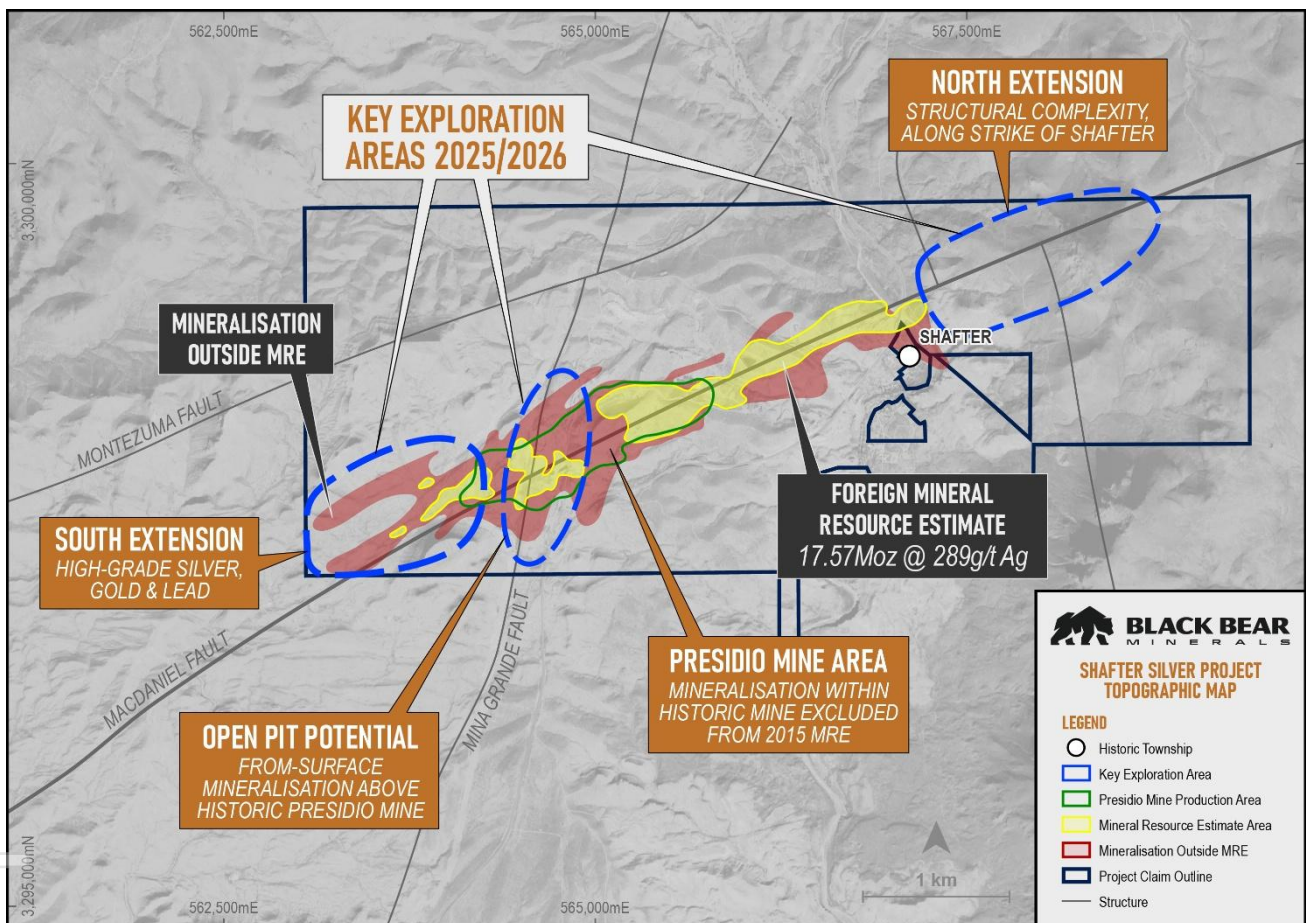 562,500mE
565,000mE
567,500mE
3,300,000mN
3,295,000mN
562,500mE
565,000mE
KEY EXPLORATION
AREAS 2025/2026
NORTH EXTENSION
STRUCTURAL COMPLEXITY,
ALONG STRIKE OF SHAFTER
MINERALISATION
OUTSIDE MRE
SHAFTER
MONTEZUMA FAULT
SOUTH EXTENSION
HIGH-GRADE SILVER,
GOLD & LEAD
FOREIGN MINERAL
RESOURCE ESTIMATE
17.57Moz @ 289g/t Ag
MACDANIEL FAULT
MINA GRANDE FAULT
OPEN PIT POTENTIAL
FROM-SURFACE
MINERALISATION ABOVE
HISTORIC PRESIDIO MINE
PRESIDIO MINE AREA
MINERALISATION WITHIN
HISTORIC MINE EXCLUDED
FROM 2015 MRE
1 km
BLACK BEAR
MINERALS
SHAFTER SILVER PROJECT
TOPOGRAPHIC MAP
LEGEND
Historic Township
Key Exploration Area
Presidio Mine Production Area
Mineral Resource Estimate Area
Mineralisation Outside MRE
Project Claim Outline
Structure